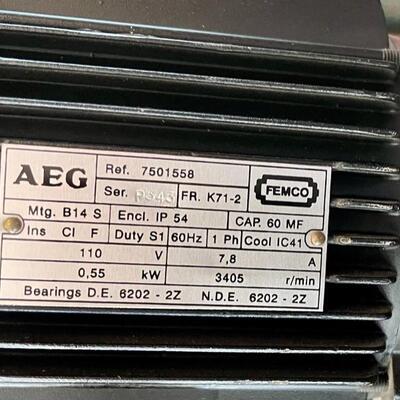 AEG
Ref. 7501558
Ser. P545 FR. K71-2
FEMCO
Mtg. B14 S Encl. IP 54 CAP. 60 MF
Ins Cl F Duty S1 60Hz 1 Ph Cool IC41
110 V 7,8 A
0,55 kW 3405 r/min
Bearings D.E. 6202 - 2Z N.D.E. 6202 - 2Z